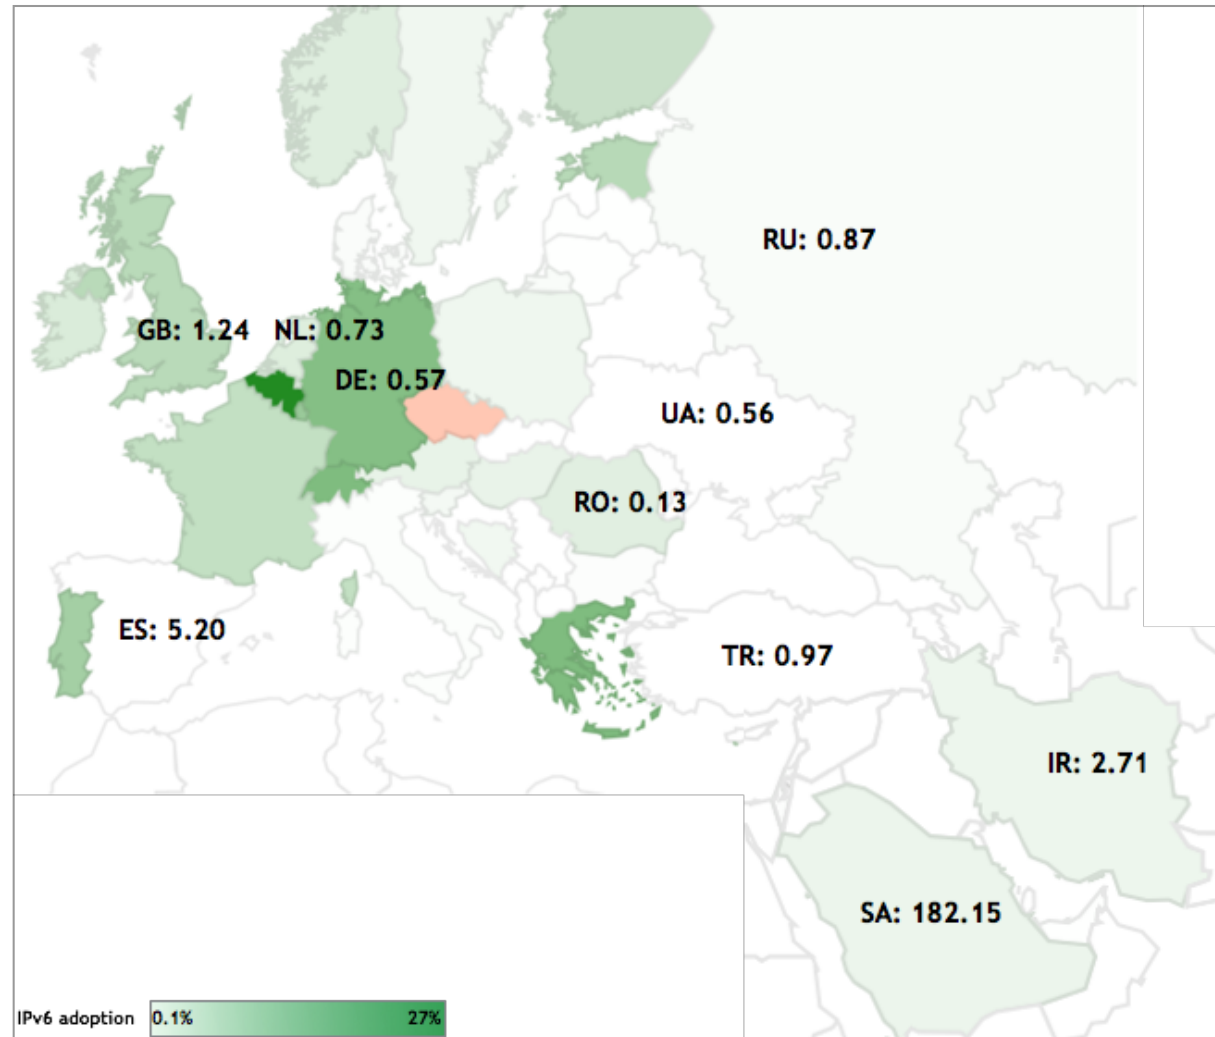 RU: 0.87
GB: 1.24
NL: 0.73
DE: 0.57
UA: 0.56
RO: 0.13
ES: 5.20
TR: 0.97
IR: 2.71
SA: 182.15
IPv6 adoption 0.1% 27%